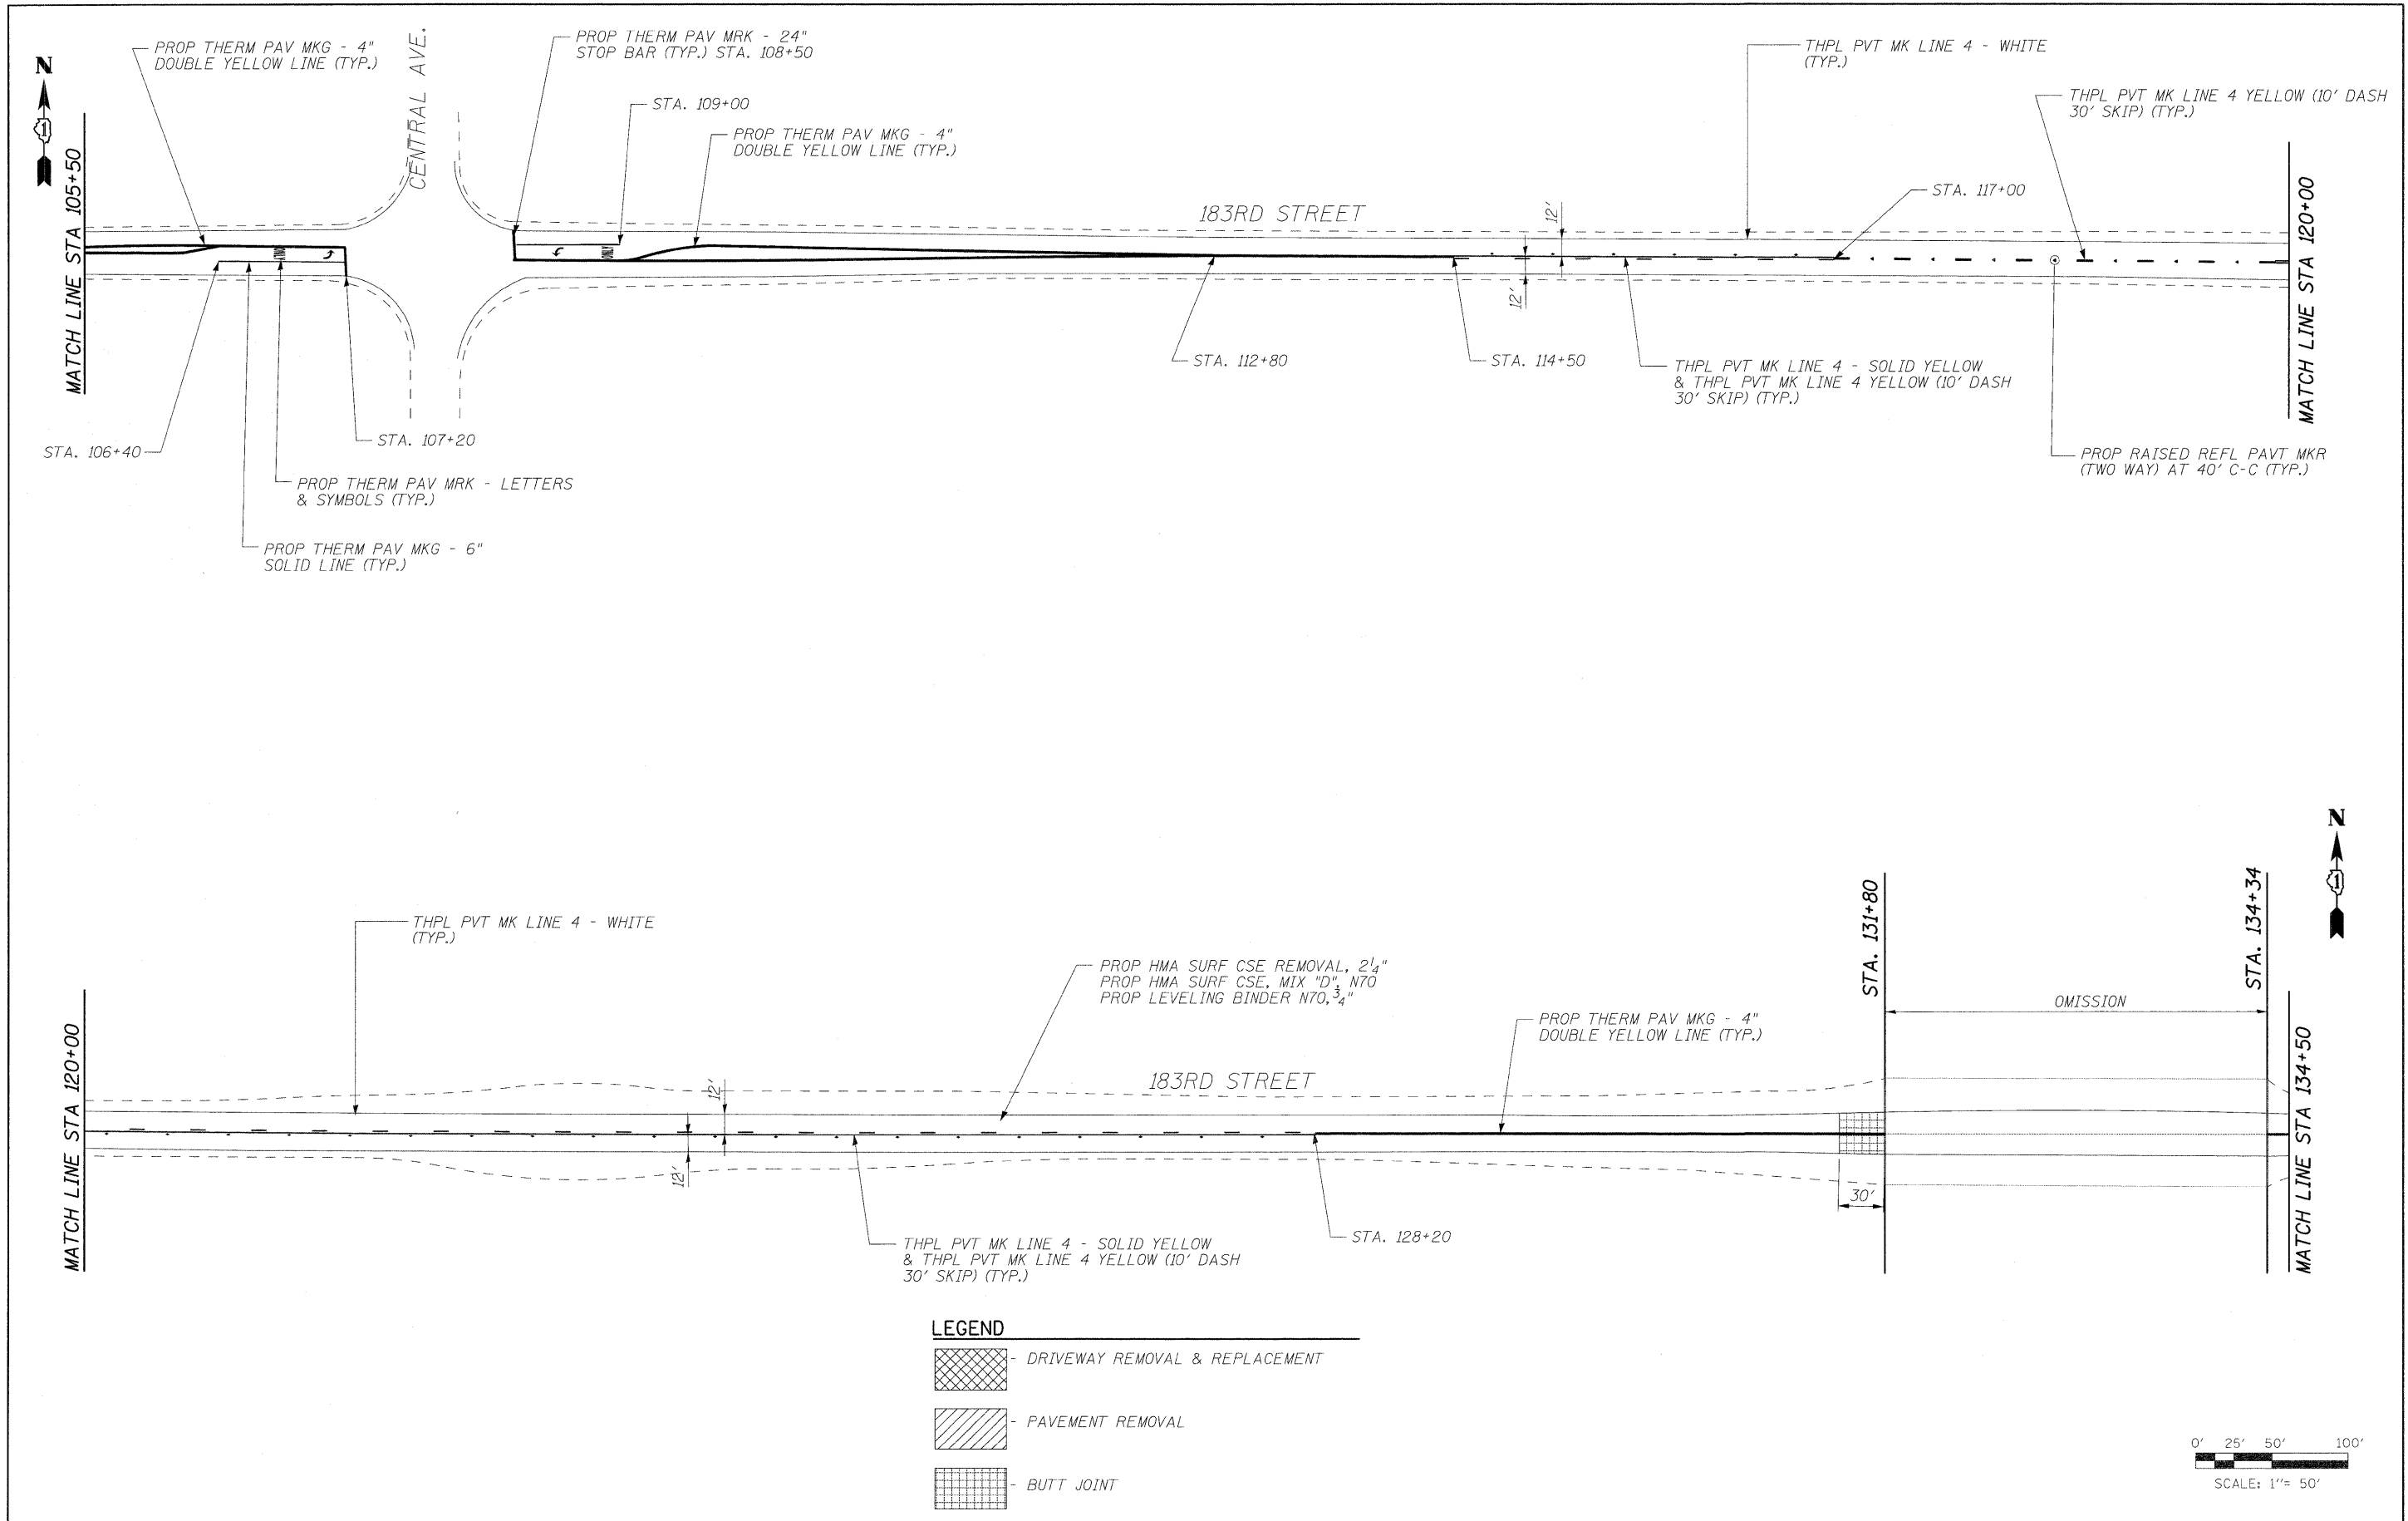 PROP THERM PAV MKG - 4"
DOUBLE YELLOW LINE (TYP.)
CENTRAL AVE.
PROP THERM PAV MRK - 24"
STOP BAR (TYP.) STA. 108+50
STA. 109+00
PROP THERM PAV MKG - 4"
DOUBLE YELLOW LINE (TYP.)
THPL PVT MK LINE 4 - WHITE
(TYP.)
THPL PVT MK LINE 4 YELLOW (10' DASH
30' SKIP) (TYP.)
N
1
MATCH LINE STA 105+50
183RD STREET
12'
12'
STA. 117+00
MATCH LINE STA 120+00
ONLY
ONLY
STA. 112+80
STA. 114+50
THPL PVT MK LINE 4 - SOLID YELLOW
& THPL PVT MK LINE 4 YELLOW (10' DASH
30' SKIP) (TYP.)
STA. 106+40
STA. 107+20
PROP THERM PAV MRK - LETTERS
& SYMBOLS (TYP.)
PROP THERM PAV MKG - 6"
SOLID LINE (TYP.)
PROP RAISED REFL PAVT MKR
(TWO WAY) AT 40' C-C (TYP.)
N
1
THPL PVT MK LINE 4 - WHITE
(TYP.)
PROP HMA SURF CSE REMOVAL, 2 1/4"
PROP HMA SURF CSE, MIX "D", N70
PROP LEVELING BINDER N70, 3/4"
PROP THERM PAV MKG - 4"
DOUBLE YELLOW LINE (TYP.)
STA. 131+80
STA. 134+34
OMISSION
MATCH LINE STA 120+00
183RD STREET
12'
12'
30'
MATCH LINE STA 134+50
THPL PVT MK LINE 4 - SOLID YELLOW
& THPL PVT MK LINE 4 YELLOW (10' DASH
30' SKIP) (TYP.)
STA. 128+20
LEGEND
- DRIVEWAY REMOVAL & REPLACEMENT
- PAVEMENT REMOVAL
- BUTT JOINT
0' 25' 50' 100'
SCALE: 1"= 50'